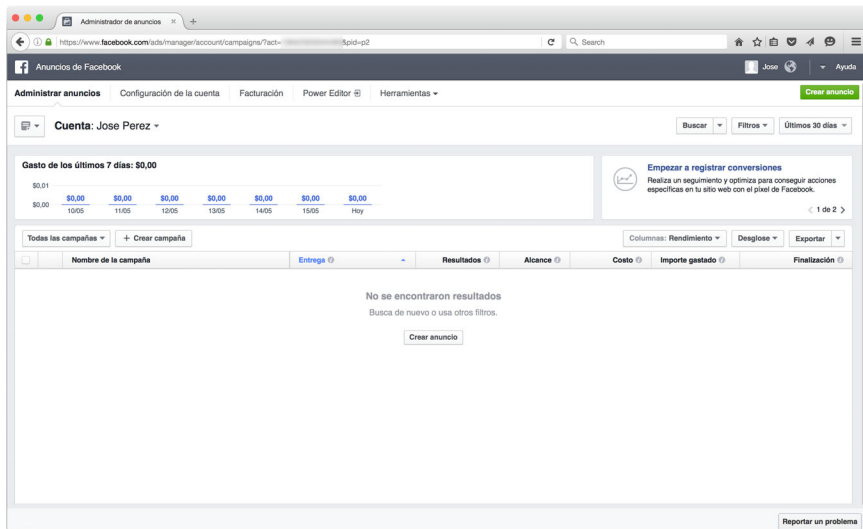 Administrador de anuncios
https://www.facebook.com/ads/manager/account/campaigns/?act= &pid=p2
Search
Anuncios de Facebook
Jose
Ayuda
Administrar anuncios
Configuración de la cuenta
Facturación
Power Editor
Herramientas
Crear anuncio
Cuenta: Jose Perez
Buscar
Filtros
Últimos 30 días
Gasto de los últimos 7 días: $0,00
$0,01
$0,00
$0,00 $0,00 $0,00 $0,00 $0,00 $0,00 $0,00
10/05 11/05 12/05 13/05 14/05 15/05 Hoy
Empezar a registrar conversiones
Realiza un seguimiento y optimiza para conseguir acciones
específicas en tu sitio web con el píxel de Facebook.
1 de 2
Todas las campañas
+ Crear campaña
Columnas: Rendimiento
Desglose
Exportar
Nombre de la campaña
Entrega
Resultados
Alcance
Costo
Importe gastado
Finalización
No se encontraron resultados
Busca de nuevo o usa otros filtros.
Crear anuncio
Reportar un problema